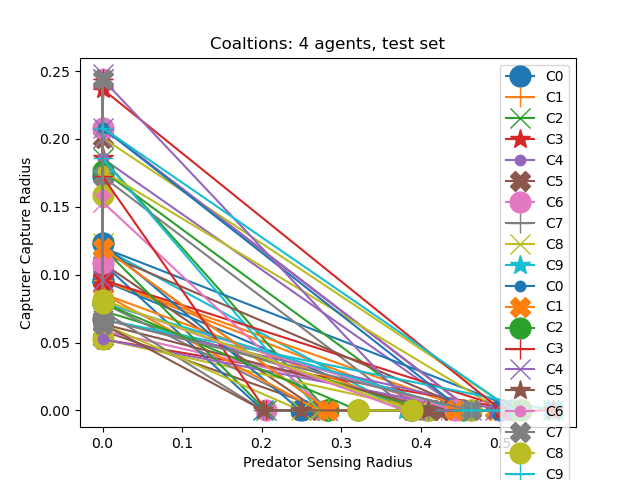 Coaltions: 4 agents, test set
Capturer Capture Radius
0.25
0.20
0.15
0.10
0.05
0.00
0.0 0.1 0.2 0.3 0.4 0.5
Predator Sensing Radius
C0
C1
C2
C3
C4
C5
C6
C7
C8
C9
C0
C1
C2
C3
C4
C5
C6
C7
C8
C9